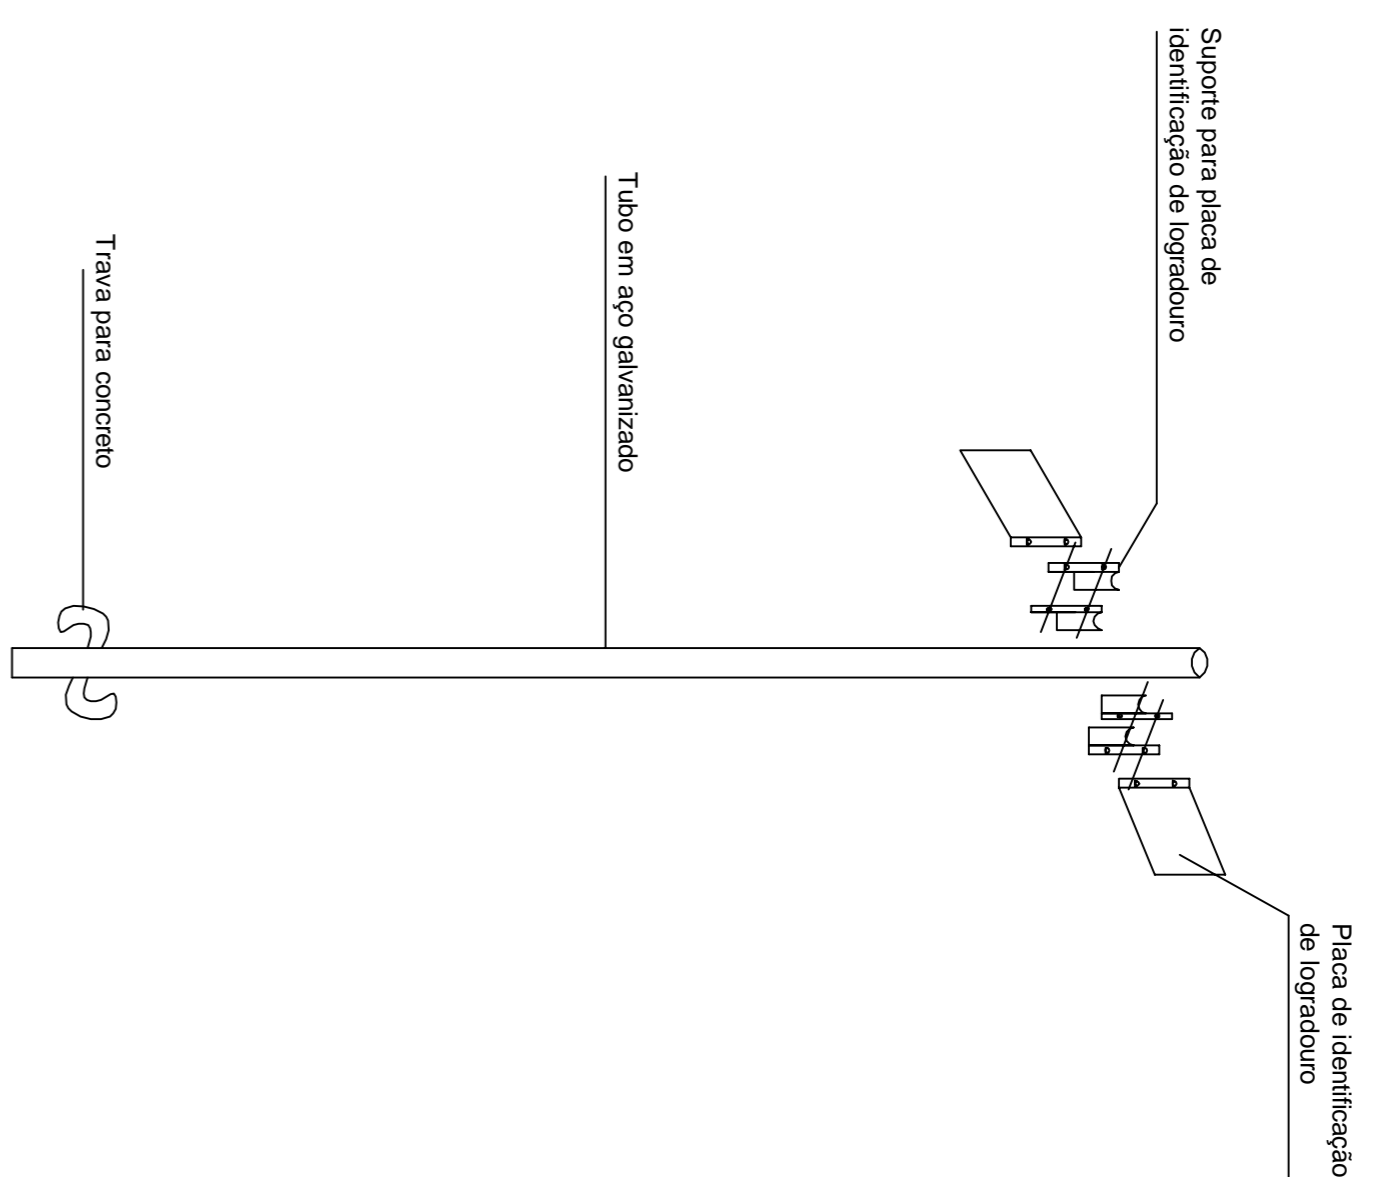 Suporte para placa de
identificação de logradouro
Placa de identificação
de logradouro
Tubo em aço galvanizado
Trava para concreto